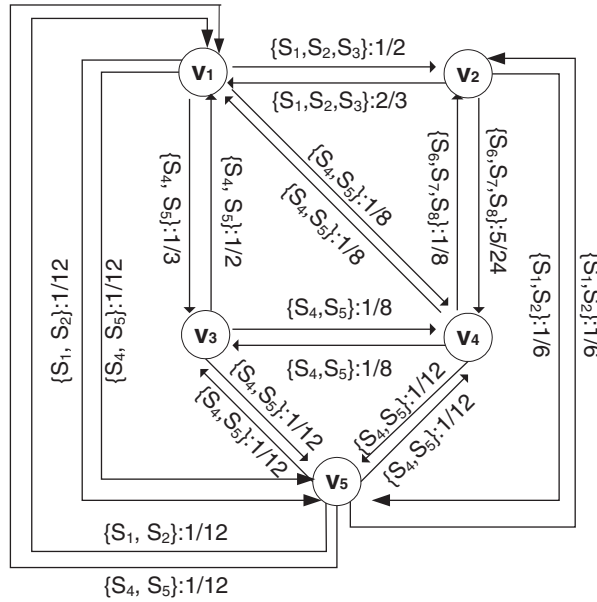 {S1,S2,S3}:1/2
V1
V2
{S1,S2,S3}:2/3
{S4, S5}:1/3
{S4, S5}:1/2
{S4,S5}:1/8
{S4,S5}:1/8
{S6,S7,S8}:1/8
{S6,S7,S8}:5/24
{S1, S2}:1/12
{S4, S5}:1/12
{S1,S2}:1/6
{S1,S2}:1/6
{S4,S5}:1/8
V3
V4
{S4,S5}:1/8
{S4,S5}:1/12
{S4,S5}:1/12
{S4,S5}:1/12
{S4,S5}:1/12
V5
{S1, S2}:1/12
{S4, S5}:1/12